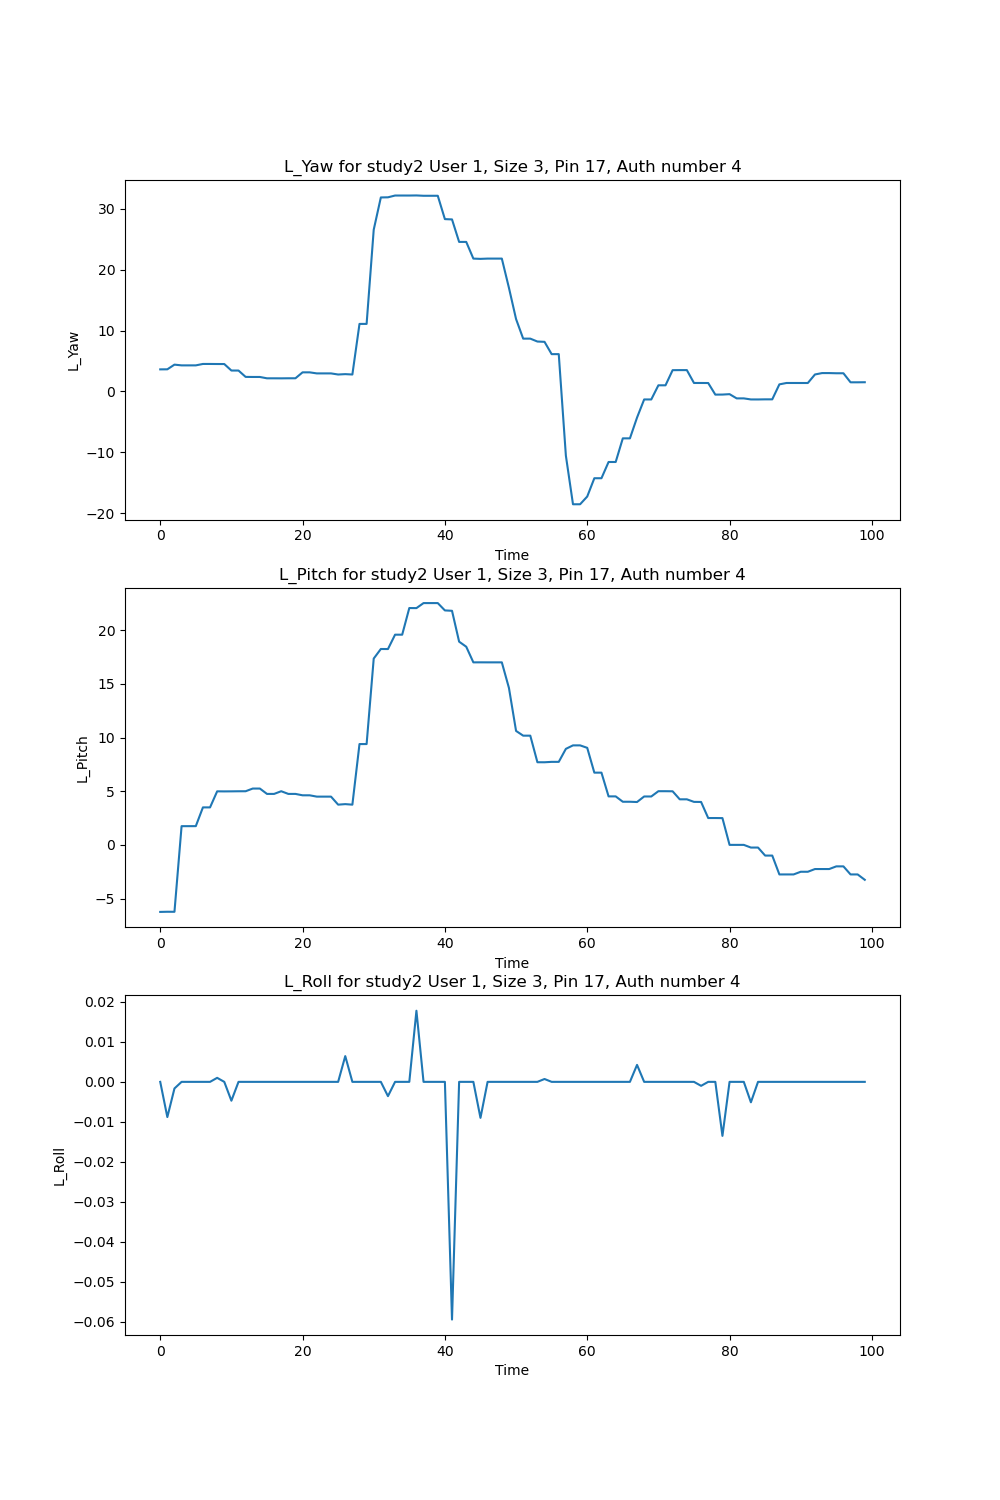 L_Yaw for study2 User 1, Size 3, Pin 17, Auth number 4
30
20
10
0
−10
−20
L_Yaw
0 20 40 60 80 100
Time
L_Pitch for study2 User 1, Size 3, Pin 17, Auth number 4
20
15
10
5
0
−5
L_Pitch
0 20 40 60 80 100
Time
L_Roll for study2 User 1, Size 3, Pin 17, Auth number 4
0.02
0.01
0.00
−0.01
−0.02
−0.03
−0.04
−0.05
−0.06
L_Roll
0 20 40 60 80 100
Time